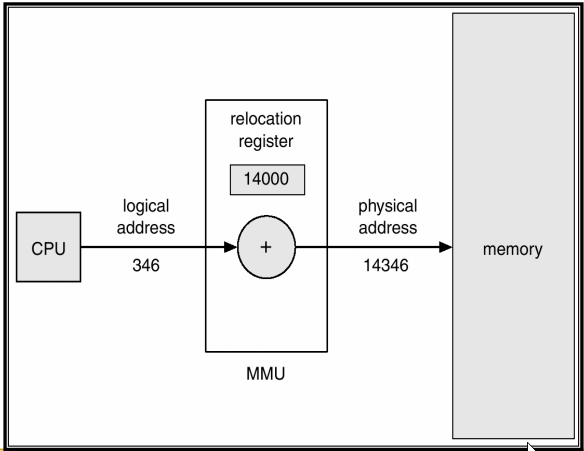 relocation
register
14000
logical
address
physical
address
CPU
+
memory
346
14346
MMU